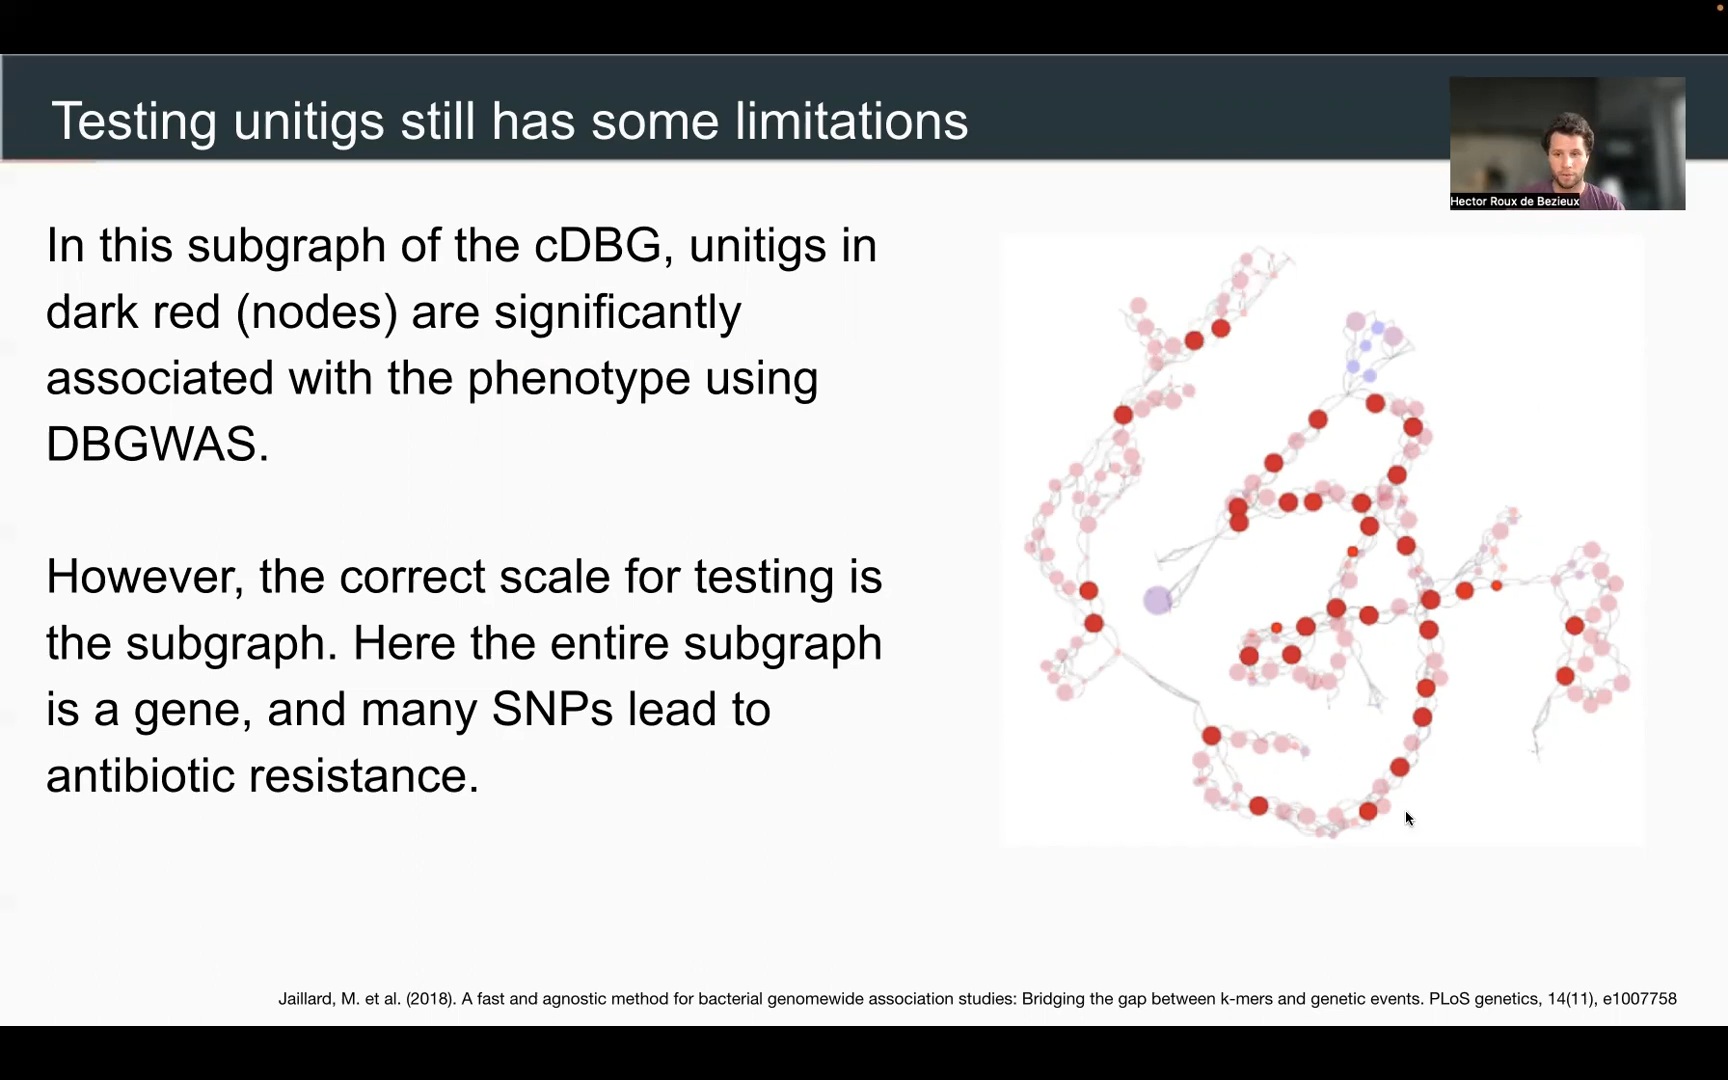 Testing unitigs still has some limitations
Hector Roux de Bezieux
In this subgraph of the cDBG, unitigs in
dark red (nodes) are significantly
associated with the phenotype using
DBGWAS.
However, the correct scale for testing is
the subgraph. Here the entire subgraph
is a gene, and many SNPs lead to
antibiotic resistance.
Jaillard, M. et al. (2018). A fast and agnostic method for bacterial genomewide association studies: Bridging the gap between k-mers and genetic events. PLoS genetics, 14(11), e1007758